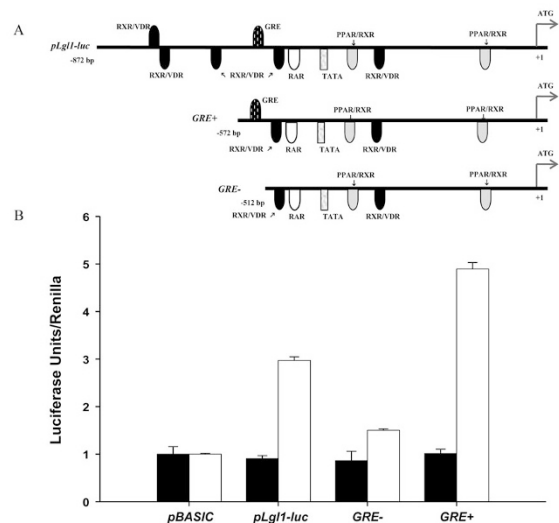 A
RXR/VDR GRE ATG
pLgl1-luc PPAR/RXR PPAR/RXR
-872 bp +1
RXR/VDR RXR/VDR RAR TATA RXR/VDR
GRE ATG
GRE+ PPAR/RXR PPAR/RXR
-572 bp +1
RXR/VDR RAR TATA RXR/VDR
ATG
GRE- PPAR/RXR PPAR/RXR
-512 bp +1
RXR/VDR RAR TATA RXR/VDR
B
Luciferase Units/Renilla
6
5
4
3
2
1
0
pBASIC pLgl1-luc GRE- GRE+